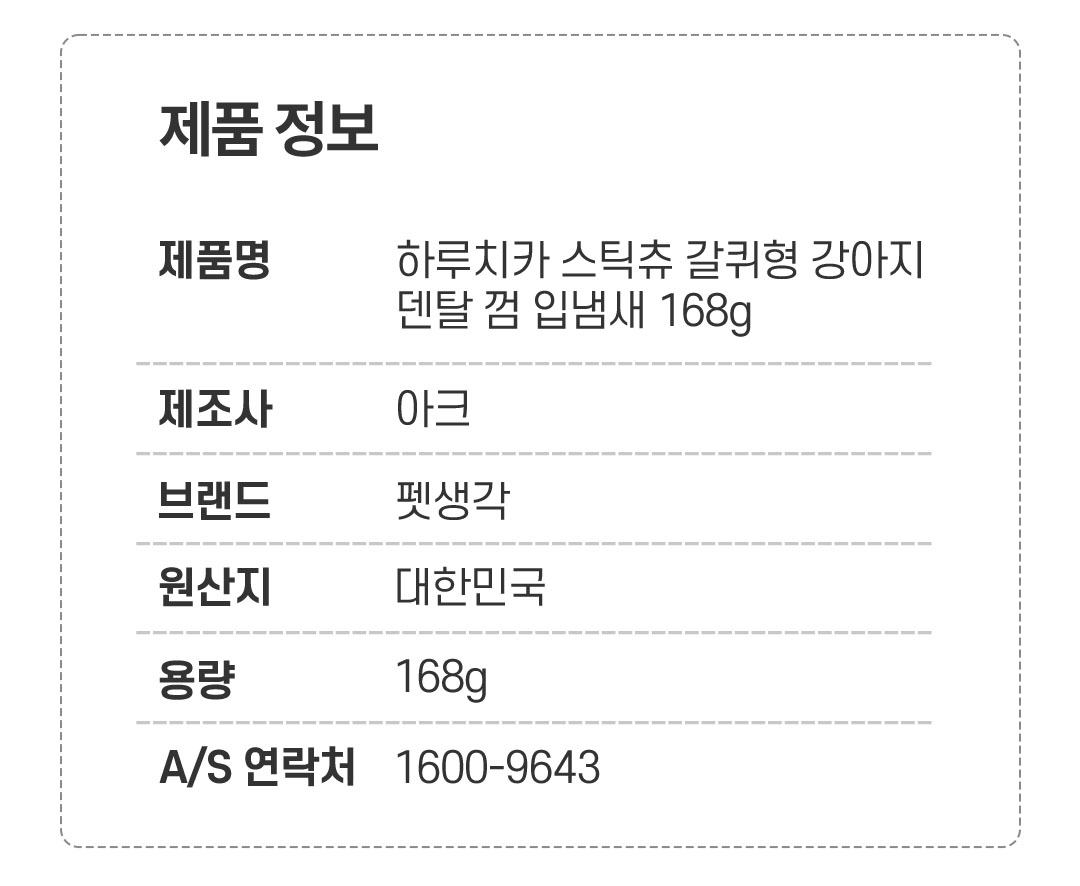 제품 정보
제품명 하루치카 스틱츄 갈퀴형 강아지
덴탈 껌 입냄새 168g
제조사 아크
브랜드 펫생각
원산지 대한민국
용량 168g
A/S 연락처 1600-9643